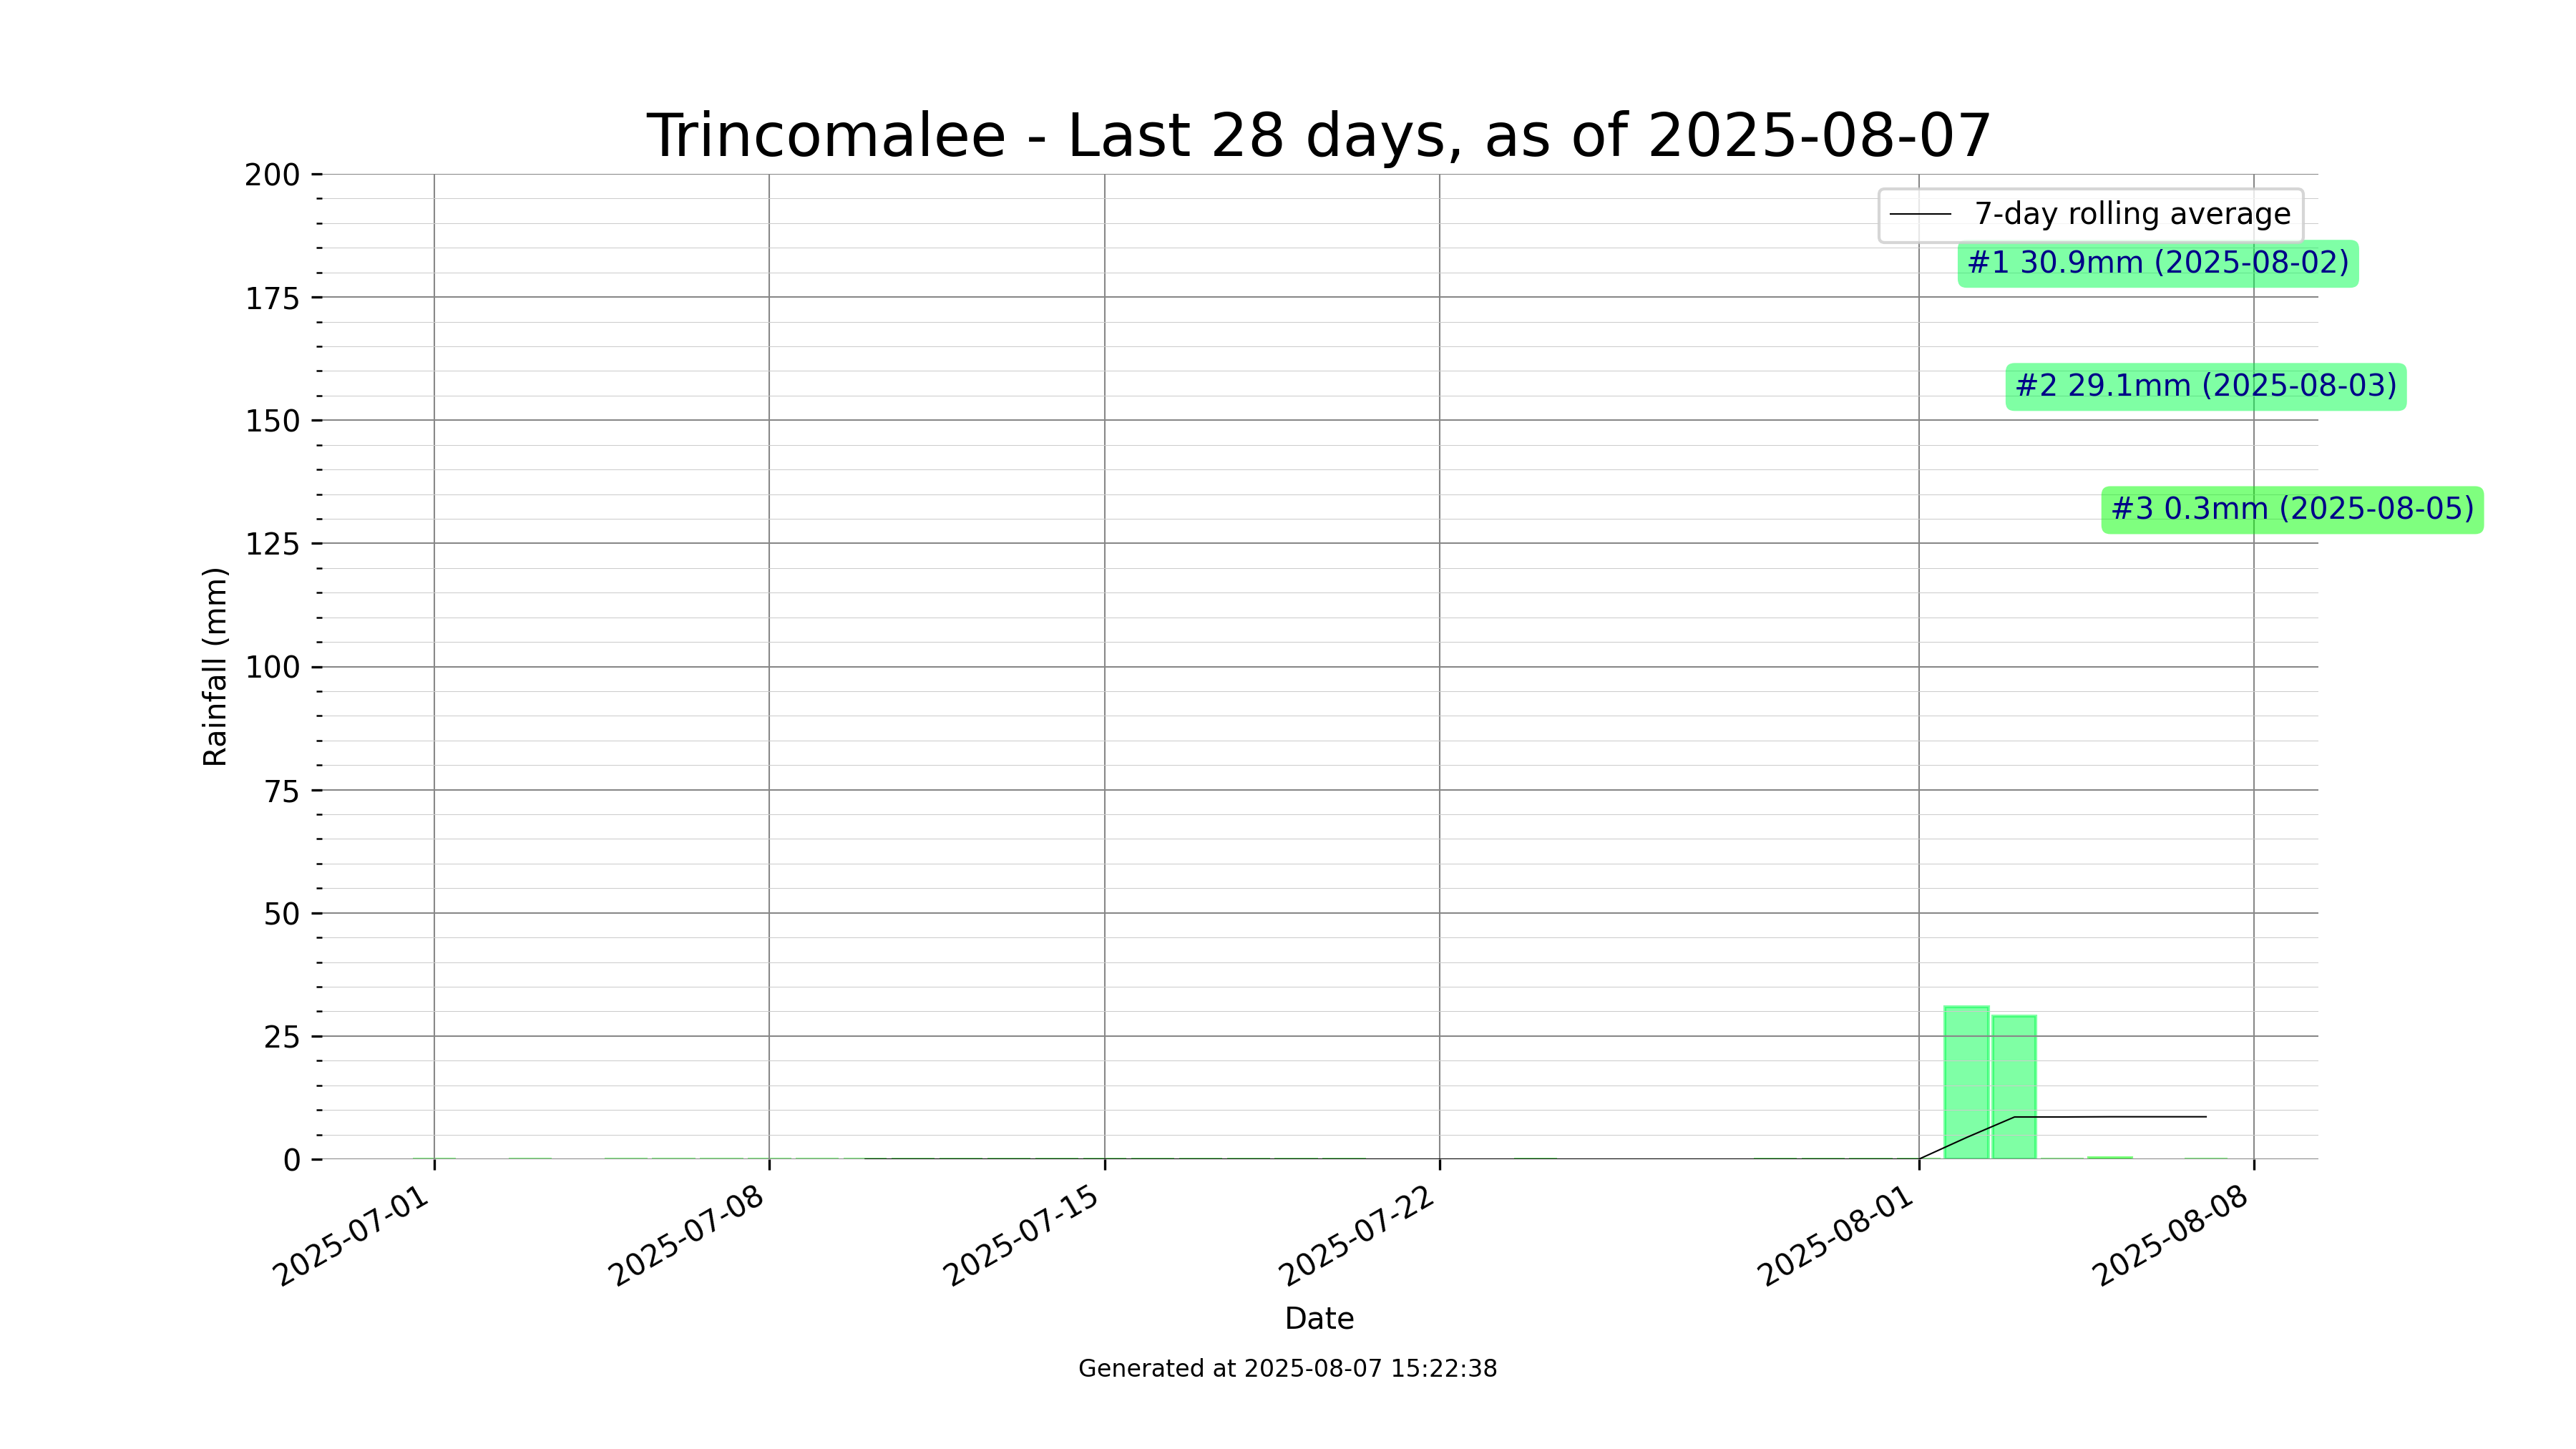 Trincomalee - Last 28 days, as of 2025-08-07
200
175
150
125
100
75
50
25
0
Rainfall (mm)
7-day rolling average
#1 30.9mm (2025-08-02)
#2 29.1mm (2025-08-03)
#3 0.3mm (2025-08-05)
2025-07-01
2025-07-08
2025-07-15
2025-07-22
2025-08-01
2025-08-08
Date
Generated at 2025-08-07 15:22:38